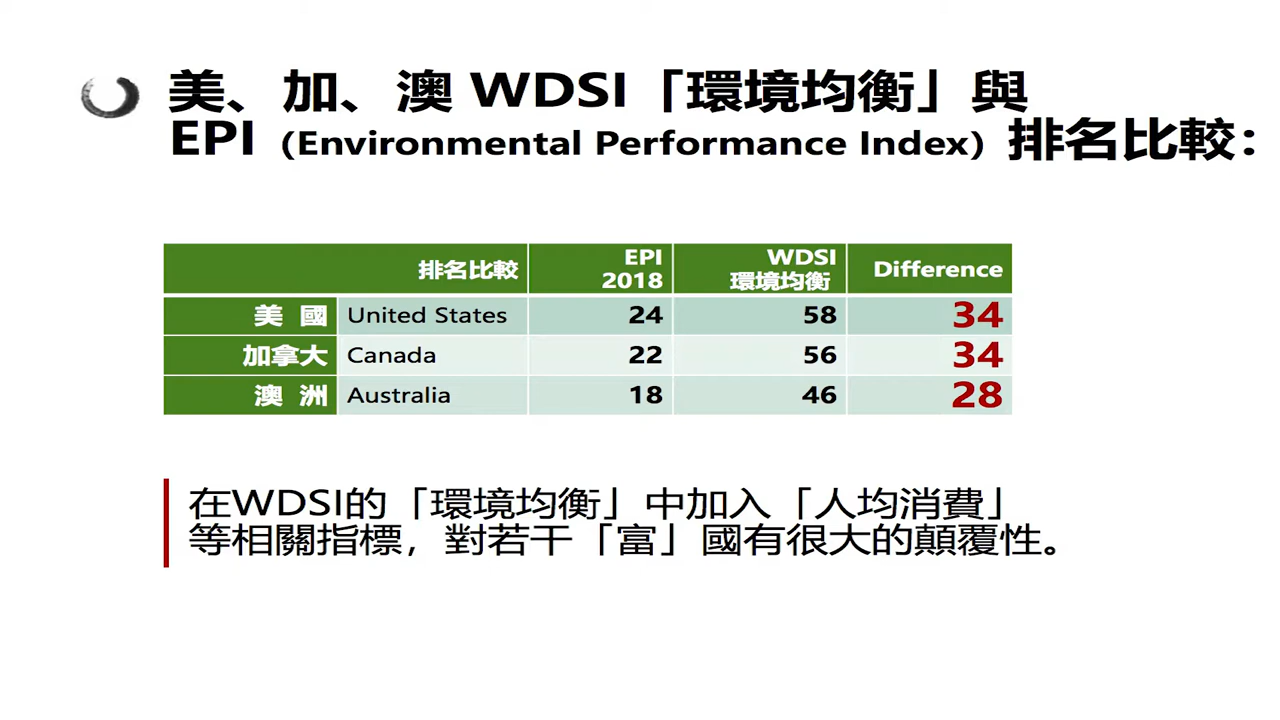 美、加、澳 WDSI「環境均衡」與
EPI (Environmental Performance Index) 排名比較:
排名比較 EPI 2018 WDSI 環境均衡 Difference
美 國 United States 24 58 34
加拿大 Canada 22 56 34
澳 洲 Australia 18 46 28
在WDSI的「環境均衡」中加入「人均消費」
等相關指標，對若干「富」國有很大的顛覆性。